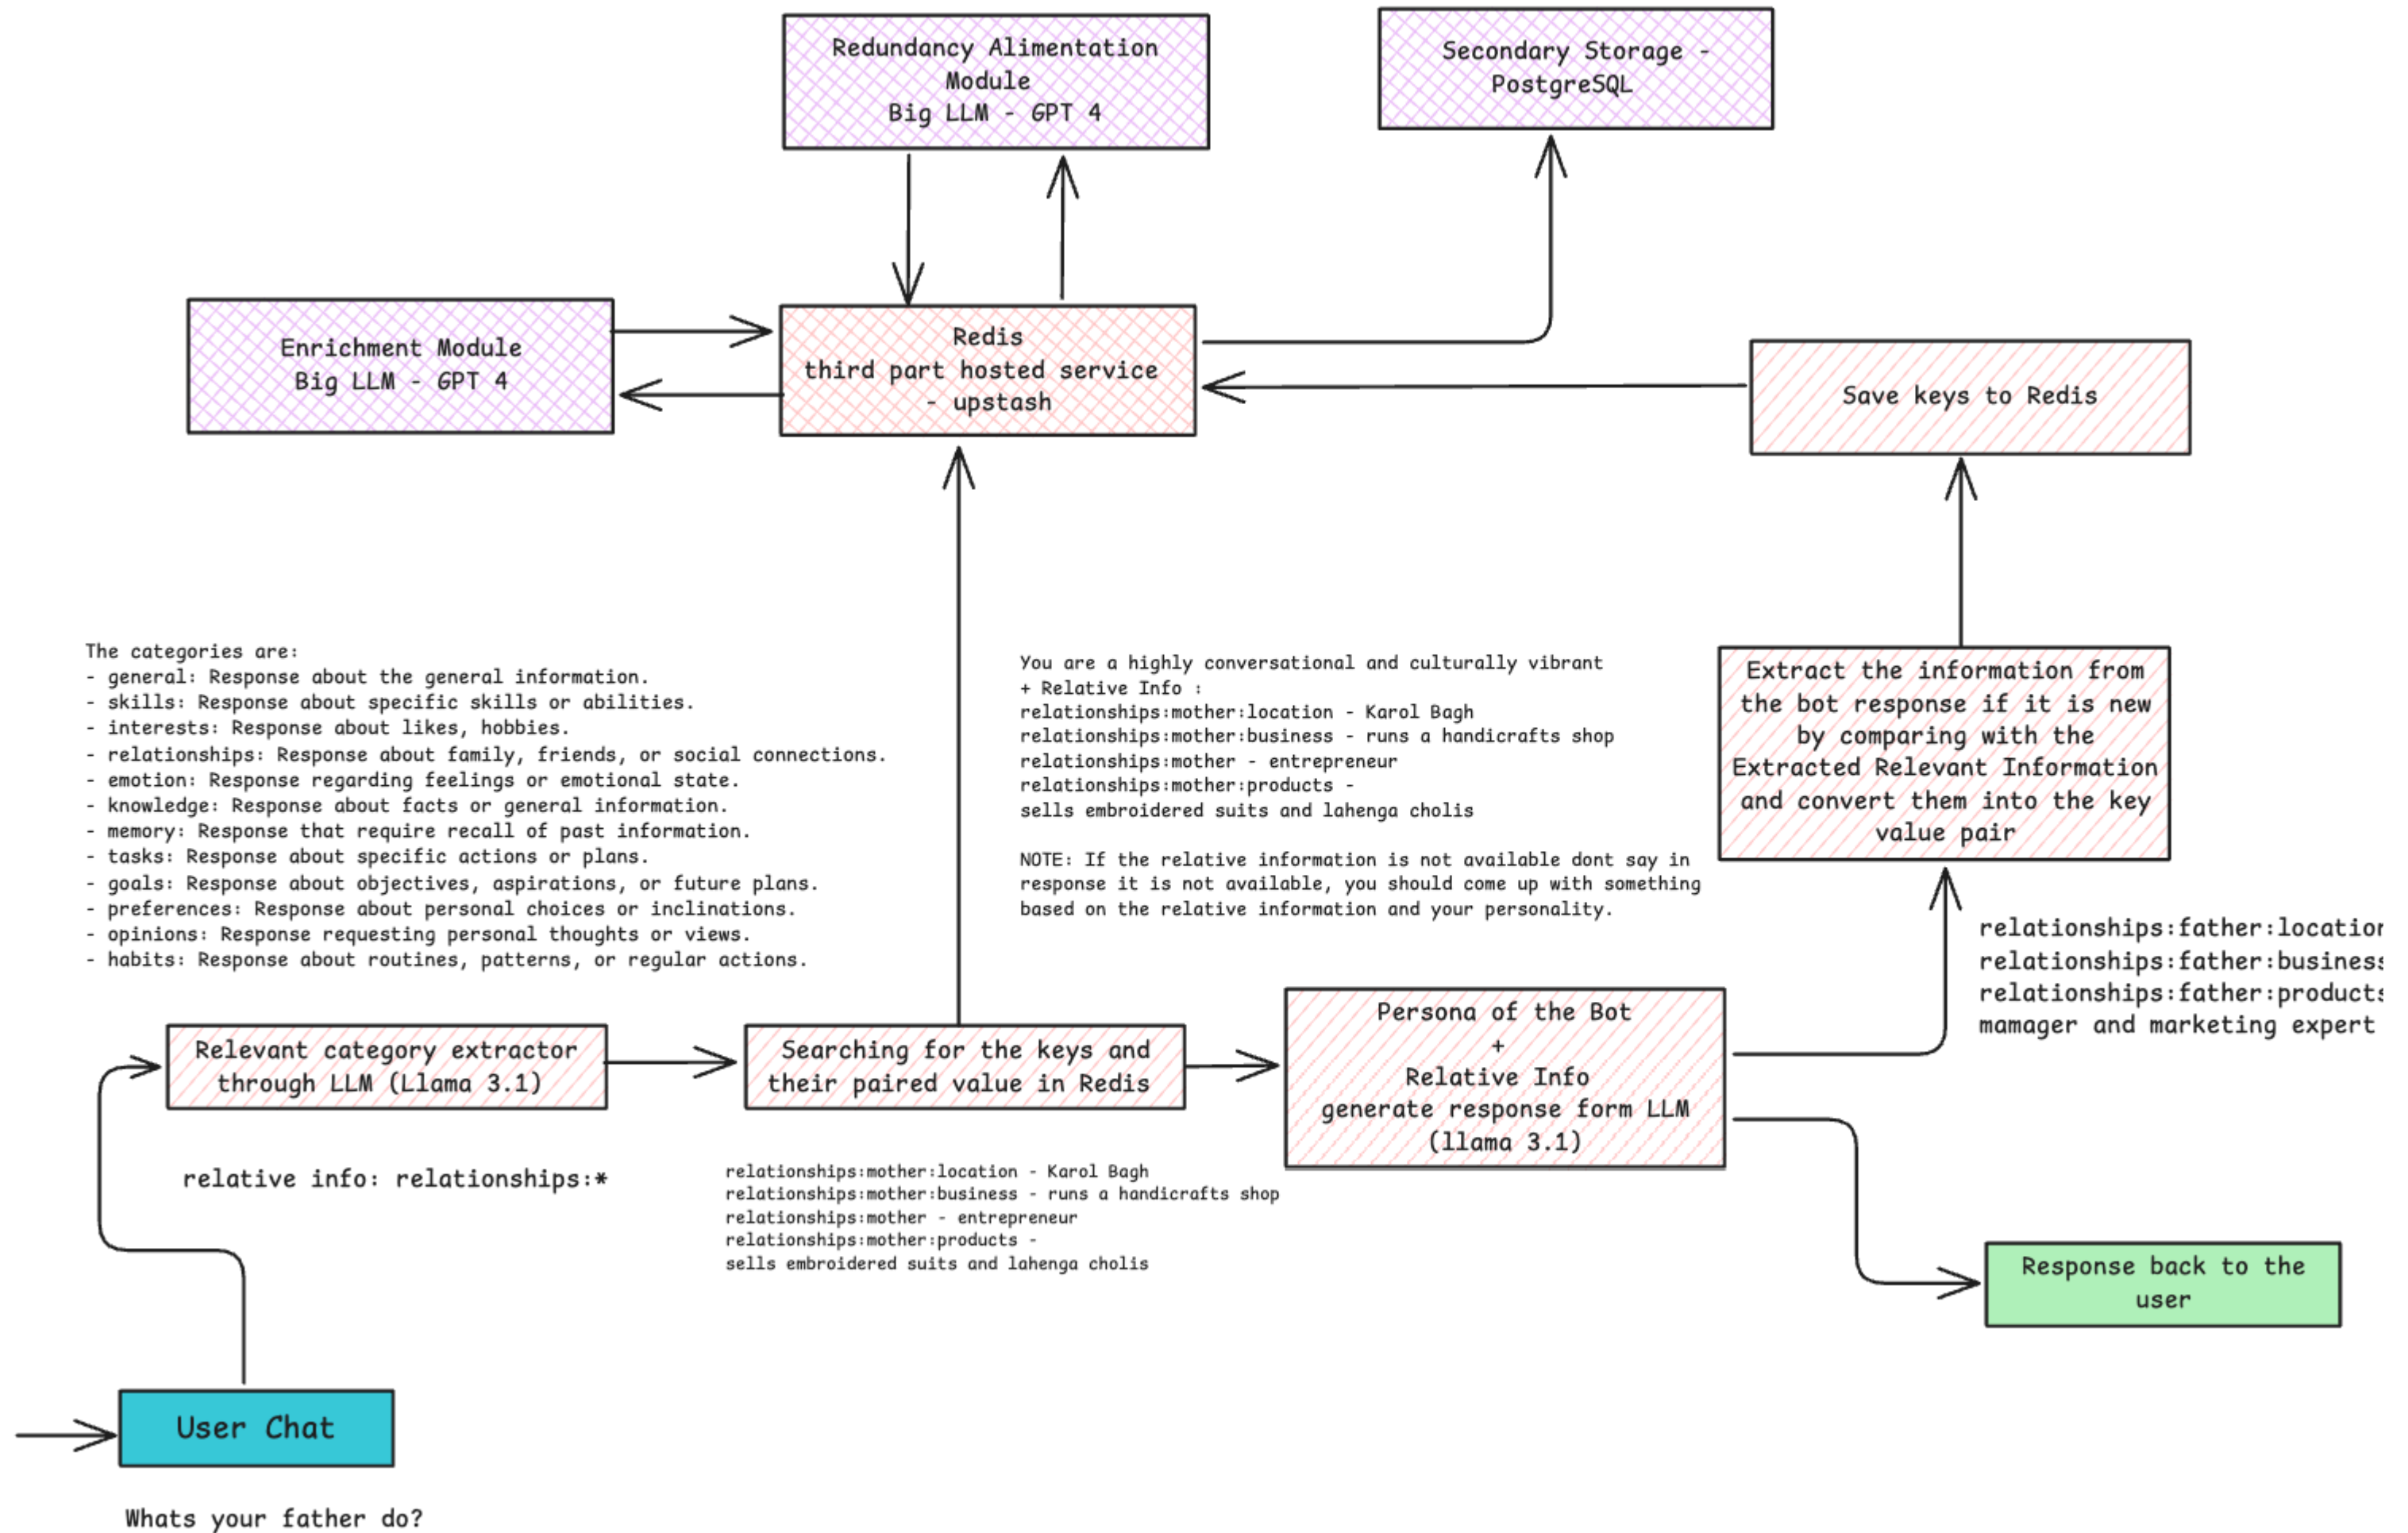 Redundancy Alimentation
Module
Big LLM - GPT 4
Secondary Storage -
PostgreSQL
Enrichment Module
Big LLM - GPT 4
Redis
third part hosted service
- upstash
Save keys to Redis
The categories are:
- general: Response about the general information.
- skills: Response about specific skills or abilities.
- interests: Response about likes, hobbies.
- relationships: Response about family, friends, or social connections.
- emotion: Response regarding feelings or emotional state.
- knowledge: Response about facts or general information.
- memory: Response that require recall of past information.
- tasks: Response about specific actions or plans.
- goals: Response about objectives, aspirations, or future plans.
- preferences: Response about personal choices or inclinations.
- opinions: Response requesting personal thoughts or views.
- habits: Response about routines, patterns, or regular actions.
You are a highly conversational and culturally vibrant
+ Relative Info :
relationships:mother:location - Karol Bagh
relationships:mother:business - runs a handicrafts shop
relationships:mother - entrepreneur
relationships:mother:products -
sells embroidered suits and lahenga cholis
NOTE: If the relative information is not available dont say in
response it is not available, you should come up with something
based on the relative information and your personality.
Extract the information from
the bot response if it is new
by comparing with the
Extracted Relevant Information
and convert them into the key
value pair
relationships:father:location
relationships:father:business
relationships:father:products
mamager and marketing expert
Relevant category extractor
through LLM (Llama 3.1)
Searching for the keys and
their paired value in Redis
Persona of the Bot
+
Relative Info
generate response form LLM
(llama 3.1)
relative info: relationships:*
relationships:mother:location - Karol Bagh
relationships:mother:business - runs a handicrafts shop
relationships:mother - entrepreneur
relationships:mother:products -
sells embroidered suits and lahenga cholis
Response back to the
user
User Chat
Whats your father do?